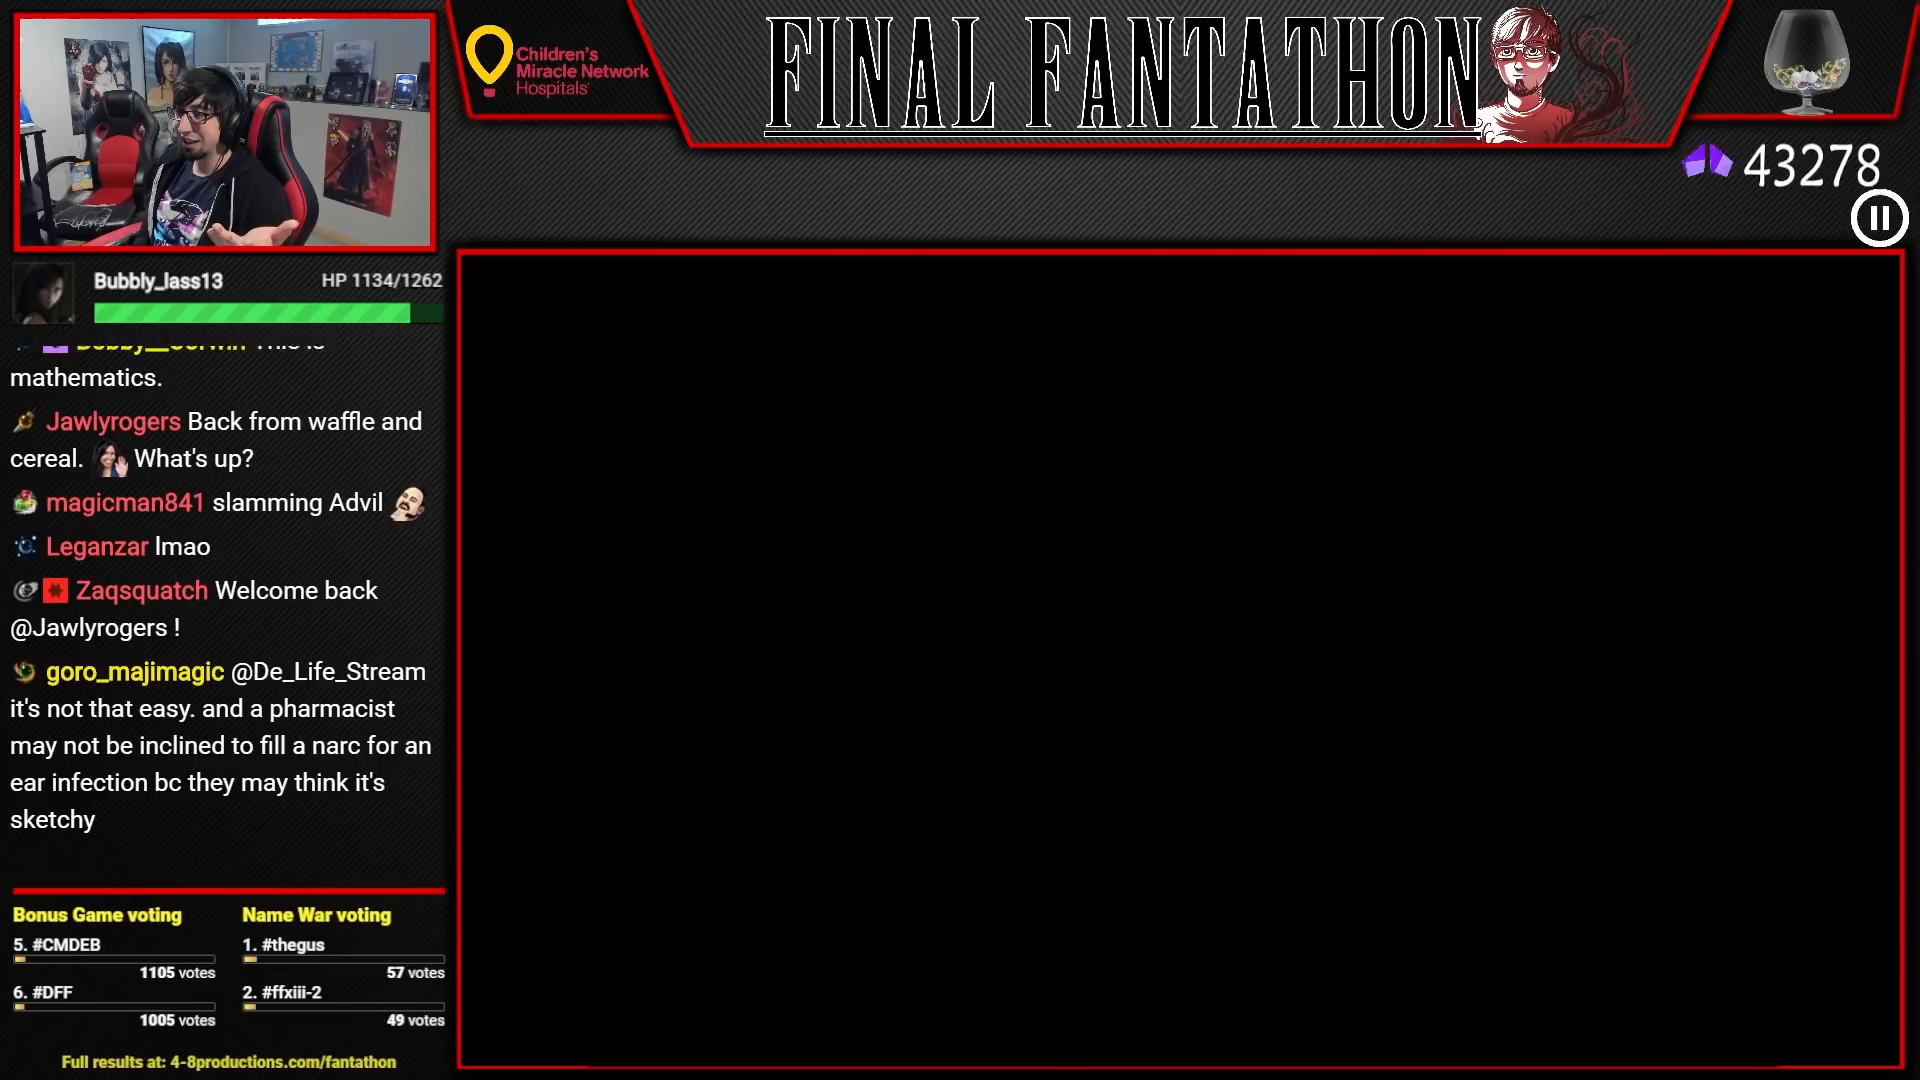 Children's
Miracle Network
Hospitals
FINAL FANTATHON
43278
Bubby_lass13 HP 1134/1262
This is
mathematics.
Jawlyrogers Back from waffle and
cereal. What's up?
magicman841 slamming Advil
Leganzar lmao
Zaqsquatch Welcome back
@Jawlyrogers !
goro_majimagic @De_Life_Stream
it's not that easy. and a pharmacist
may not be inclined to fill a narc for an
ear infection bc they may think it's
sketchy
Bonus Game voting
5. #CMDEB
1105 votes
6. #DFF
1005 votes
Name War voting
1. #thegus
57 votes
2. #ffxiii-2
49 votes
Full results at: 4-8productions.com/fantathon